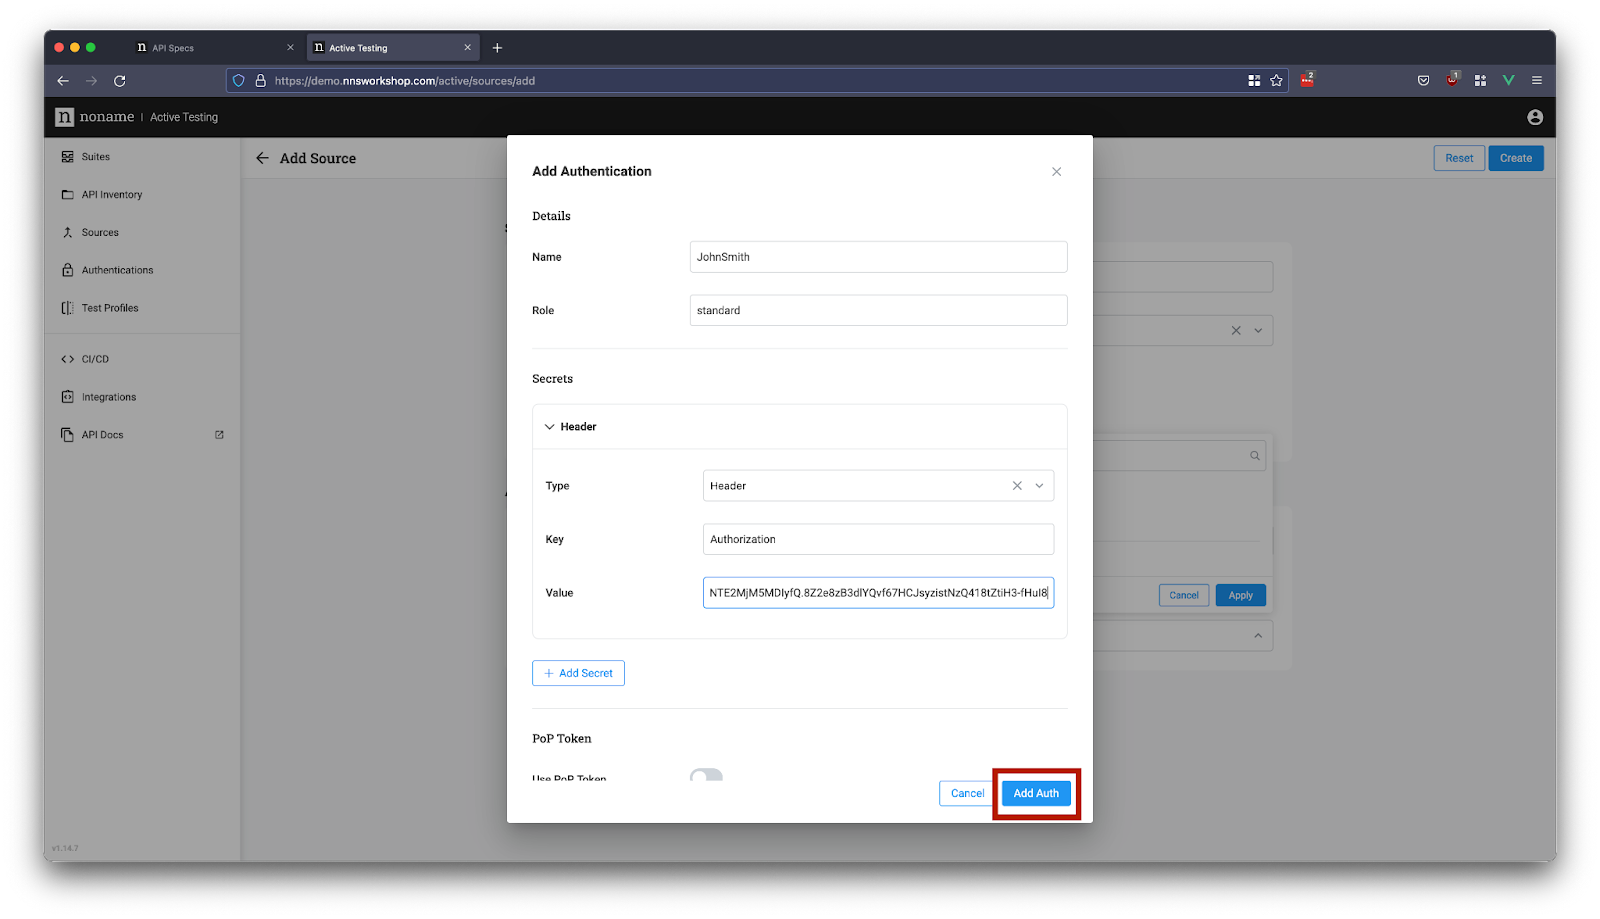 n API Specs
n Active Testing
https://demo.nnsworkshop.com/active/sources/add
2
1
n noname | Active Testing
Suites
API Inventory
Sources
Authentications
Test Profiles
CI/CD
Integrations
API Docs
v1.14.7
Add Source
Reset
Create
Add Authentication
Details
Name
JohnSmith
Role
standard
Secrets
Header
Type
Header
Key
Authorization
Value
NTE2MjM5MDIyfQ.8Z2e8zB3dlYQvf67HCJsyzistNzQ418tZtiH3-fHuI8
+ Add Secret
PoP Token
Use PoP Token
Cancel
Add Auth
Cancel
Apply